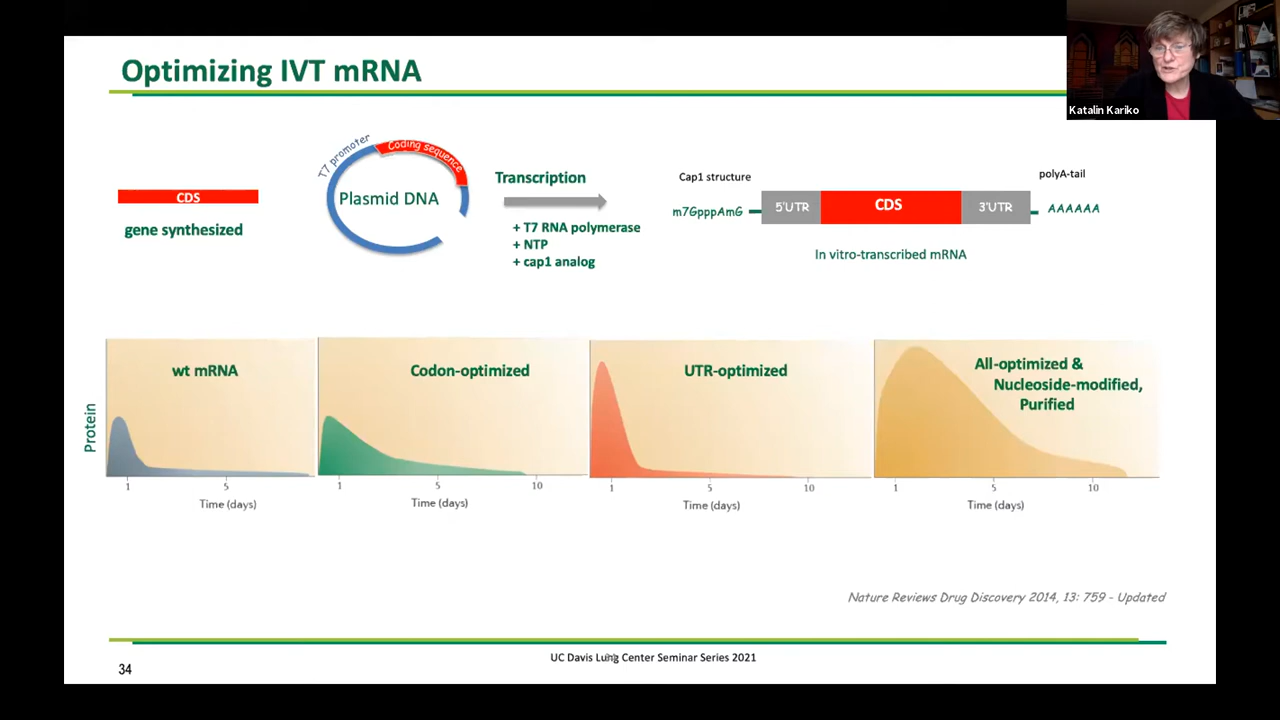 Optimizing IVT mRNA
Katalin Kariko
CDS
gene synthesized
T7 promoter
Coding sequence
Plasmid DNA
Transcription
+ T7 RNA polymerase
+ NTP
+ cap1 analog
Cap1 structure
m7GpppAmG
5'UTR
CDS
3'UTR
polyA-tail
AAAAAA
In vitro-transcribed mRNA
Protein
wt mRNA
1
5
Time (days)
Codon-optimized
1
5
10
Time (days)
UTR-optimized
1
5
10
Time (days)
All-optimized &
Nucleoside-modified,
Purified
1
5
10
Time (days)
Nature Reviews Drug Discovery 2014, 13: 759 - Updated
UC Davis Lung Center Seminar Series 2021
34